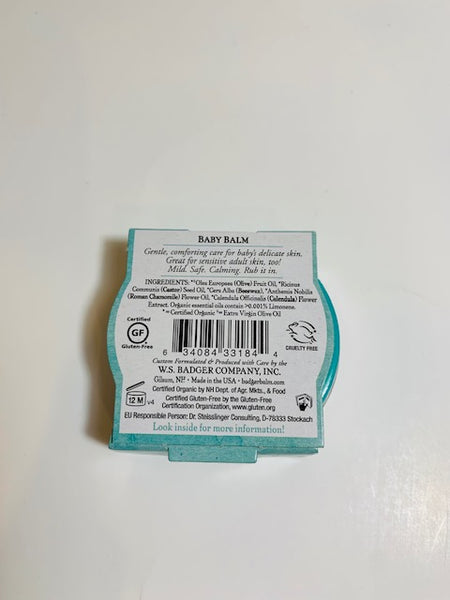 BABY BALM
Gentle, comforting care for baby's delicate skin.
Great for sensitive adult skin, too!
Mild. Safe. Calming. Rub it in.
INGREDIENTS: *†Olea Europaea (Olive) Fruit Oil, *Ricinus
Communis (Castor) Seed Oil, *Cera Alba (Beeswax), *Anthemis Nobilis
(Roman Chamomile) Flower Oil, *Calendula Officinalis (Calendula) Flower
Extract. Organic essential oils contain >0.001% Limonene.
* = Certified Organic †= Extra Virgin Olive Oil
Certified
GF
Gluten-Free
6 34084 33184 4
CRUELTY FREE
Custom Formulated & Produced with Care by the
W.S. BADGER COMPANY, INC.
Gilsum, NH • Made in the USA • badgerbalm.com
Certified Organic by NH Dept. of Agr. Mkts., & Food
12 M v4
Certified Gluten-Free by the Gluten-Free
Certification Organization, www.gluten.org
EU Responsible Person: Dr. Steisslinger Consulting, D-78333 Stockach
Look inside for more information!